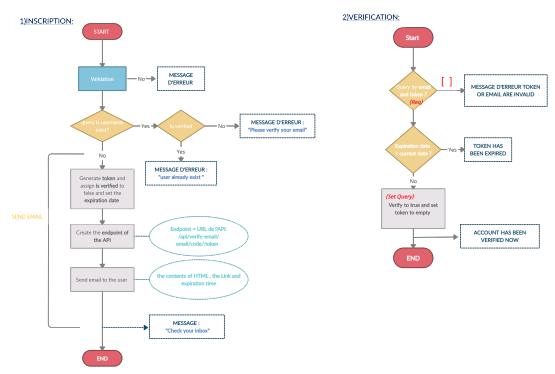 1)INSCRIPTION:
START
Validation
No
MESSAGE
D'ERREUR
Query is username
exist?
Yes
Is verified
No
MESSAGE D'ERREUR :
"Please verify your email"
Yes
MESSAGE D'ERREUR :
"user already exist "
No
Generate token and
assign is verified to
false and set the
expiration date
SEND EMAIL
Create the endpoint of
the API
Endpoint = URL de l'API:
/api/verify-email/
email/code/:token
Send email to the user
the contents of HTML , the Link and
expiration time
MESSAGE :
"Check your inbox"
END
2)VERIFICATION:
Start
Query by email
and token ?
(Req)
[ ]
MESSAGE D'ERREUR TOKEN
OR EMAIL ARE INVALID
Expiration date
< current date ?
Yes
TOKEN HAS
BEEN EXPIRED
No
(Set Query)
Verify to true and set
token to empty
ACCOUNT HAS BEEN
VERIFIED NOW
END